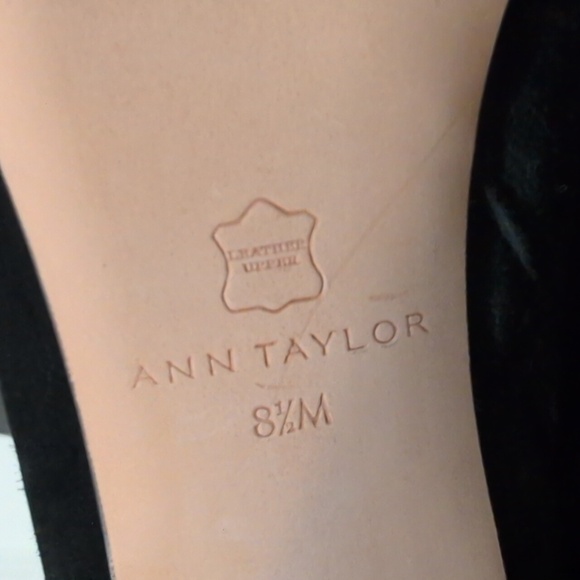 LEATHER
UPPER
ANN TAYLOR
8½M